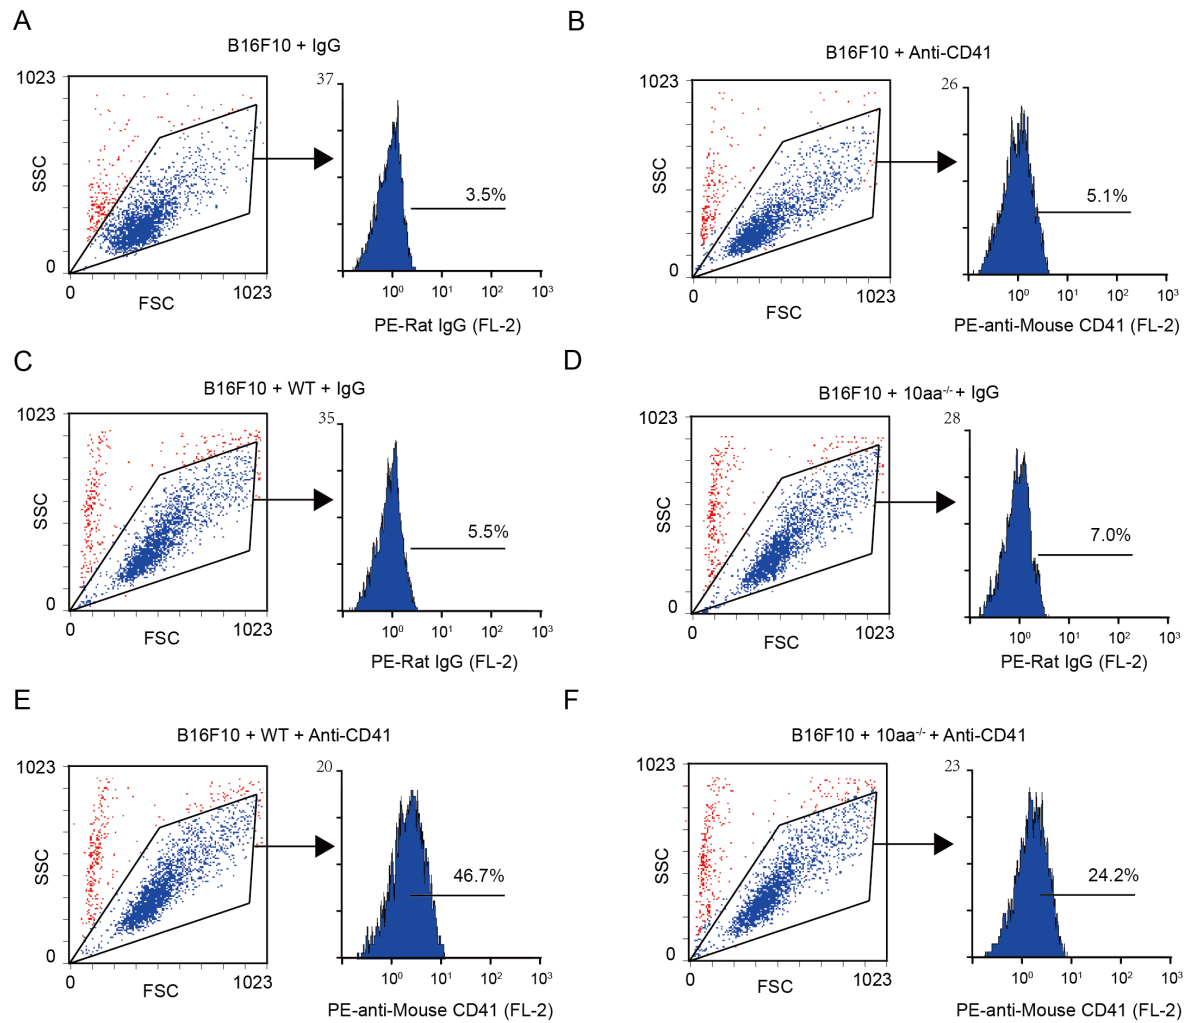 A
B16F10 + IgG
1023
SSC
0
0
FSC
1023
37
3.5%
10⁰
10¹
10²
10³
PE-Rat IgG (FL-2)
B
B16F10 + Anti-CD41
1023
SSC
0
0
FSC
1023
26
5.1%
10⁰
10¹
10²
10³
PE-anti-Mouse CD41 (FL-2)
C
B16F10 + WT + IgG
1023
SSC
0
0
FSC
1023
35
5.5%
10⁰
10¹
10²
10³
PE-Rat IgG (FL-2)
D
B16F10 + 10aa⁻/⁻ + IgG
1023
SSC
0
0
FSC
1023
28
7.0%
10⁰
10¹
10²
10³
PE-Rat IgG (FL-2)
E
B16F10 + WT + Anti-CD41
1023
SSC
0
0
FSC
1023
20
46.7%
10⁰
10¹
10²
10³
PE-anti-Mouse CD41 (FL-2)
F
B16F10 + 10aa⁻/⁻ + Anti-CD41
1023
SSC
0
0
FSC
1023
23
24.2%
10⁰
10¹
10²
10³
PE-anti-Mouse CD41 (FL-2)